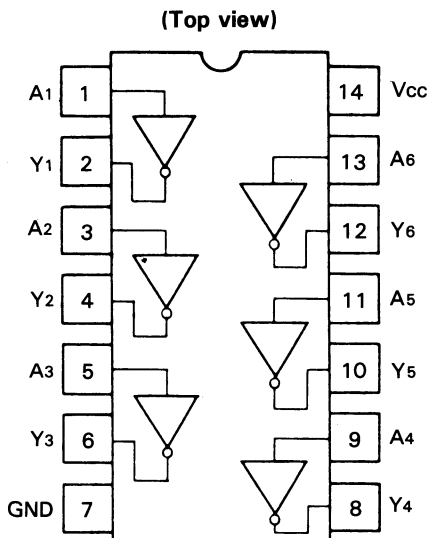 (Top view)
A1 1
Y1 2
A2 3
Y2 4
A3 5
Y3 6
GND 7
14 Vcc
13 A6
12 Y6
11 A5
10 Y5
9 A4
8 Y4